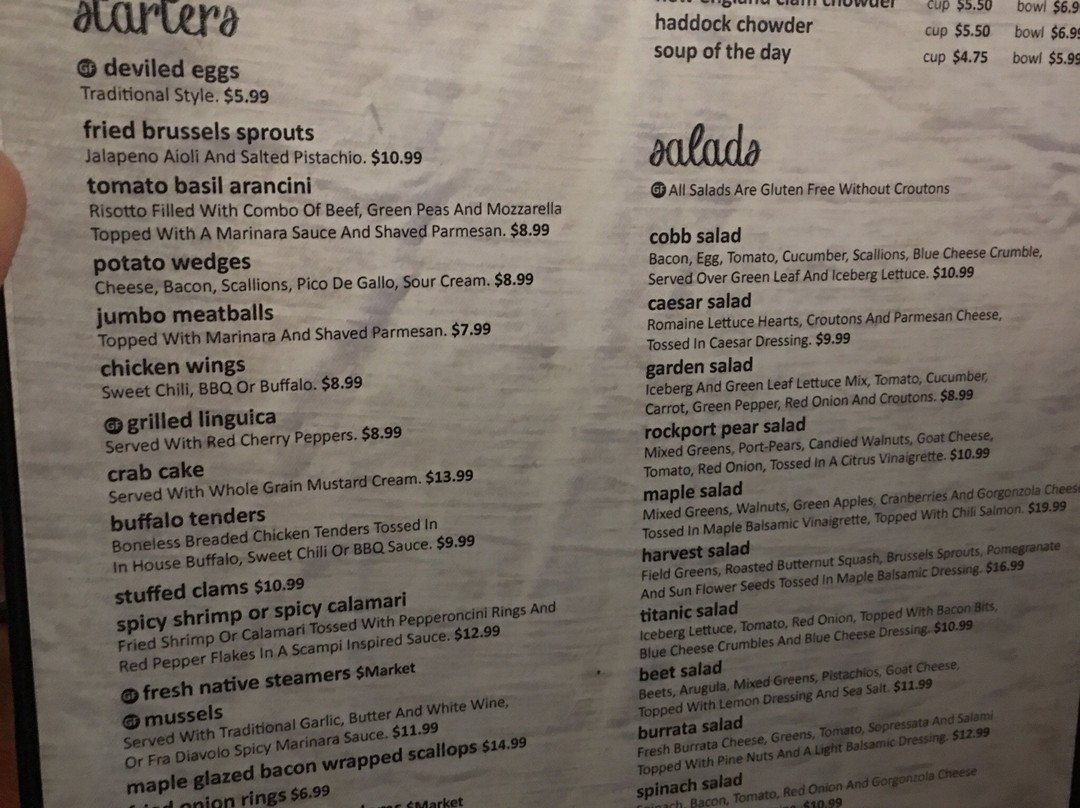 starters
GF deviled eggs
Traditional Style. $5.99
fried brussels sprouts
Jalapeno Aioli And Salted Pistachio. $10.99
tomato basil arancini
Risotto Filled With Combo Of Beef, Green Peas And Mozzarella
Topped With A Marinara Sauce And Shaved Parmesan. $8.99
potato wedges
Cheese, Bacon, Scallions, Pico De Gallo, Sour Cream. $8.99
jumbo meatballs
Topped With Marinara And Shaved Parmesan. $7.99
chicken wings
Sweet Chili, BBQ Or Buffalo. $8.99
GF grilled linguica
Served With Red Cherry Peppers. $8.99
crab cake
Served With Whole Grain Mustard Cream. $13.99
buffalo tenders
Boneless Breaded Chicken Tenders Tossed In
In House Buffalo, Sweet Chili Or BBQ Sauce. $9.99
stuffed clams $10.99
spicy shrimp or spicy calamari
Fried Shrimp Or Calamari Tossed With Pepperoncini Rings And
Red Pepper Flakes In A Scampi Inspired Sauce. $12.99
GF fresh native steamers $Market
GF mussels
Served With Traditional Garlic, Butter And White Wine,
Or Fra Diavolo Spicy Marinara Sauce. $11.99
maple glazed bacon wrapped scallops $14.99
onion rings $6.99
$Market
new england clam chowder cup $5.50 bowl $6.9
haddock chowder cup $5.50 bowl $6.99
soup of the day cup $4.75 bowl $5.99
salads
GF All Salads Are Gluten Free Without Croutons
cobb salad
Bacon, Egg, Tomato, Cucumber, Scallions, Blue Cheese Crumble,
Served Over Green Leaf And Iceberg Lettuce. $10.99
caesar salad
Romaine Lettuce Hearts, Croutons And Parmesan Cheese,
Tossed In Caesar Dressing. $9.99
garden salad
Iceberg And Green Leaf Lettuce Mix, Tomato, Cucumber,
Carrot, Green Pepper, Red Onion And Croutons. $8.99
rockport pear salad
Mixed Greens, Port-Pears, Candied Walnuts, Goat Cheese,
Tomato, Red Onion, Tossed In A Citrus Vinaigrette. $10.99
maple salad
Mixed Greens, Walnuts, Green Apples, Cranberries And Gorgonzola Cheese
Tossed In Maple Balsamic Vinaigrette, Topped With Chili Salmon. $19.99
harvest salad
Field Greens, Roasted Butternut Squash, Brussels Sprouts, Pomegranate
And Sun Flower Seeds Tossed In Maple Balsamic Dressing. $16.99
titanic salad
Iceberg Lettuce, Tomato, Red Onion, Topped With Bacon Bits,
Blue Cheese Crumbles And Blue Cheese Dressing. $10.99
beet salad
Beets, Arugula, Mixed Greens, Pistachios, Goat Cheese,
Topped With Lemon Dressing And Sea Salt. $11.99
burrata salad
Fresh Burrata Cheese, Greens, Tomato, Sopressata And Salami
Topped With Pine Nuts And A Light Balsamic Dressing. $12.99
spinach salad
Spinach, Bacon, Tomato, Red Onion And Gorgonzola Cheese
$10.99